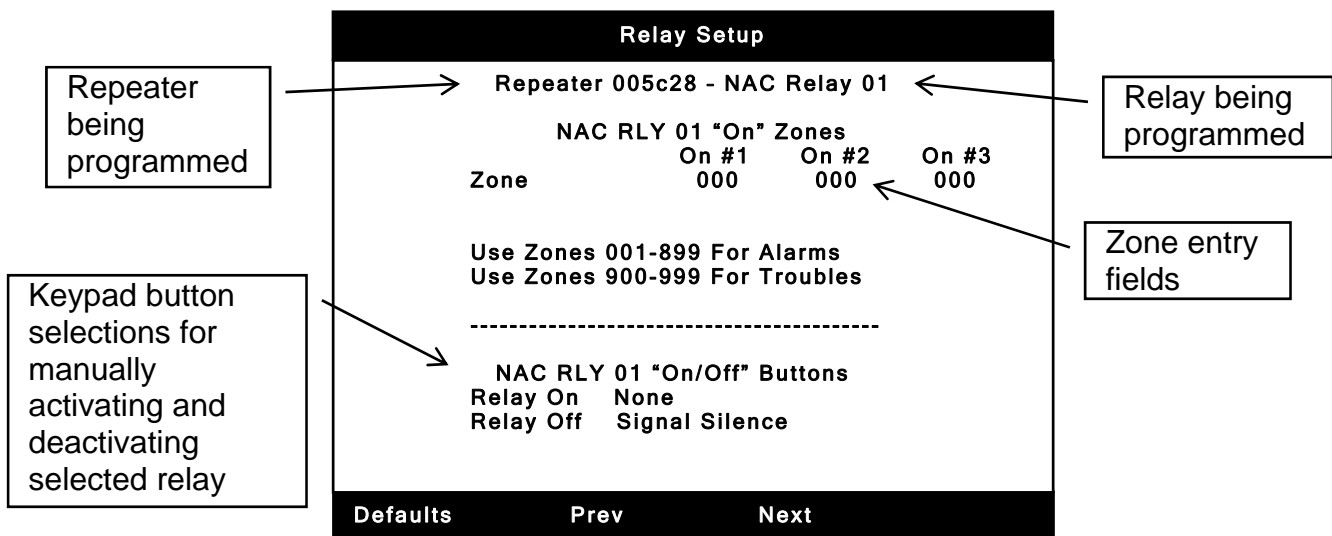 Relay Setup
Repeater
being
programmed
Repeater 005c28 – NAC Relay 01
Relay being
programmed
NAC RLY 01 “On” Zones
On #1 On #2 On #3
Zone 000 000 000
Zone entry
fields
Use Zones 001-899 For Alarms
Use Zones 900-999 For Troubles
------------------------------------------
Keypad button
selections for
manually
activating and
deactivating
selected relay
NAC RLY 01 “On/Off” Buttons
Relay On None
Relay Off Signal Silence
Defaults Prev Next